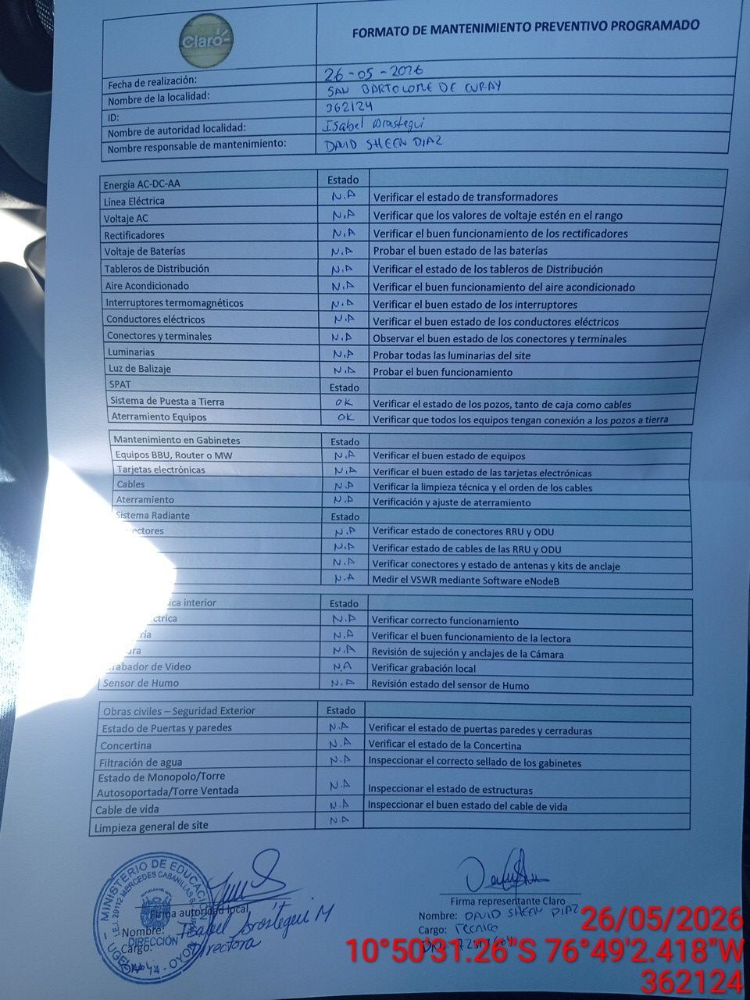 Claro
FORMATO DE MANTENIMIENTO PREVENTIVO PROGRAMADO
Fecha de realización: 26-05-2026
Nombre de la localidad: SAN BARTOLOME DE CURAY
ID: 362124
Nombre de autoridad localidad: Isabel Arostegui
Nombre responsable de mantenimiento: DAVID SHEEN DIAZ
Energía AC-DC-AA Estado
Línea Eléctrica N.A Verificar el estado de transformadores
Voltaje AC N.A Verificar que los valores de voltaje estén en el rango
Rectificadores N.A Verificar el buen funcionamiento de los rectificadores
Voltaje de Baterías N.A Probar el buen estado de las baterías
Tableros de Distribución N.A Verificar el estado de los tableros de Distribución
Aire Acondicionado N.A Verificar el buen funcionamiento del aire acondicionado
Interruptores termomagnéticos N.A Verificar el buen estado de los interruptores
Conductores eléctricos N.A Verificar el buen estado de los conductores eléctricos
Conectores y terminales N.A Observar el buen estado de los conectores y terminales
Luminarias N.A Probar todas las luminarias del site
Luz de Balizaje N.A Probar el buen funcionamiento
SPAT Estado
Sistema de Puesta a Tierra OK Verificar el estado de los pozos, tanto de caja como cables
Aterramiento Equipos OK Verificar que todos los equipos tengan conexión a los pozos a tierra
Mantenimiento en Gabinetes Estado
Equipos BBU, Router o MW N.A Verificar el buen estado de equipos
Tarjetas electrónicas N.A Verificar el buen estado de las tarjetas electrónicas
Cables N.A Verificar la limpieza técnica y el orden de los cables
Aterramiento N.A Verificación y ajuste de aterramiento
Sistema Radiante Estado
ectores N.A Verificar estado de conectores RRU y ODU
N.A Verificar estado de cables de las RRU y ODU
N.A Verificar conectores y estado de antenas y kits de anclaje
N.A Medir el VSWR mediante Software eNodeB
ica interior Estado
ctrica N.A Verificar correcto funcionamiento
ría N.A Verificar el buen funcionamiento de la lectora
ra N.A Revisión de sujeción y anclajes de la Cámara
rabador de Video N.A Verificar grabación local
Sensor de Humo N.A Revisión estado del sensor de Humo
Obras civiles – Seguridad Exterior Estado
Estado de Puertas y paredes N.A Verificar el estado de puertas paredes y cerraduras
Concertina N.A Verificar el estado de la Concertina
Filtración de agua N.A Inspeccionar el correcto sellado de los gabinetes
Estado de Monopolo/Torre
Autosoportada/Torre Ventada N.A Inspeccionar el estado de estructuras
Cable de vida N.A Inspeccionar el buen estado del cable de vida
Limpieza general de site NA
MINISTERIO DE EDUCACI
I.E.I. 20112 MERCEDES CABANILLAS
DIRECCIÓN
Firma autoridad local
Nombre: Isabel Aróstegui M
Cargo: Directora
Firma representante Claro
Nombre: DAVID SHEEN DIAZ
Cargo: Tecnico
26/05/2026
10°50'31.26"S 76°49'2.418"W
362124